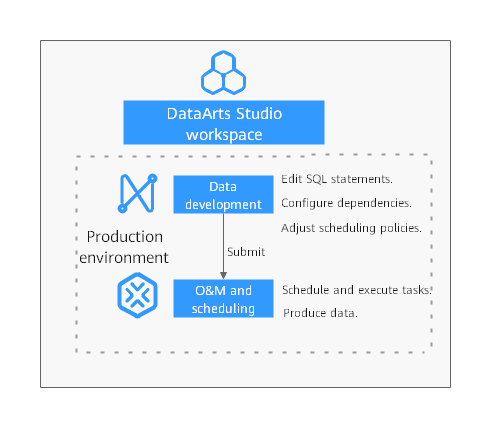 DataArts Studio
workspace
Data
development
Edit SQL statements.
Configure dependencies.
Adjust scheduling policies.
Production
environment
Submit
O&M and
scheduling
Schedule and execute tasks.
Produce data.